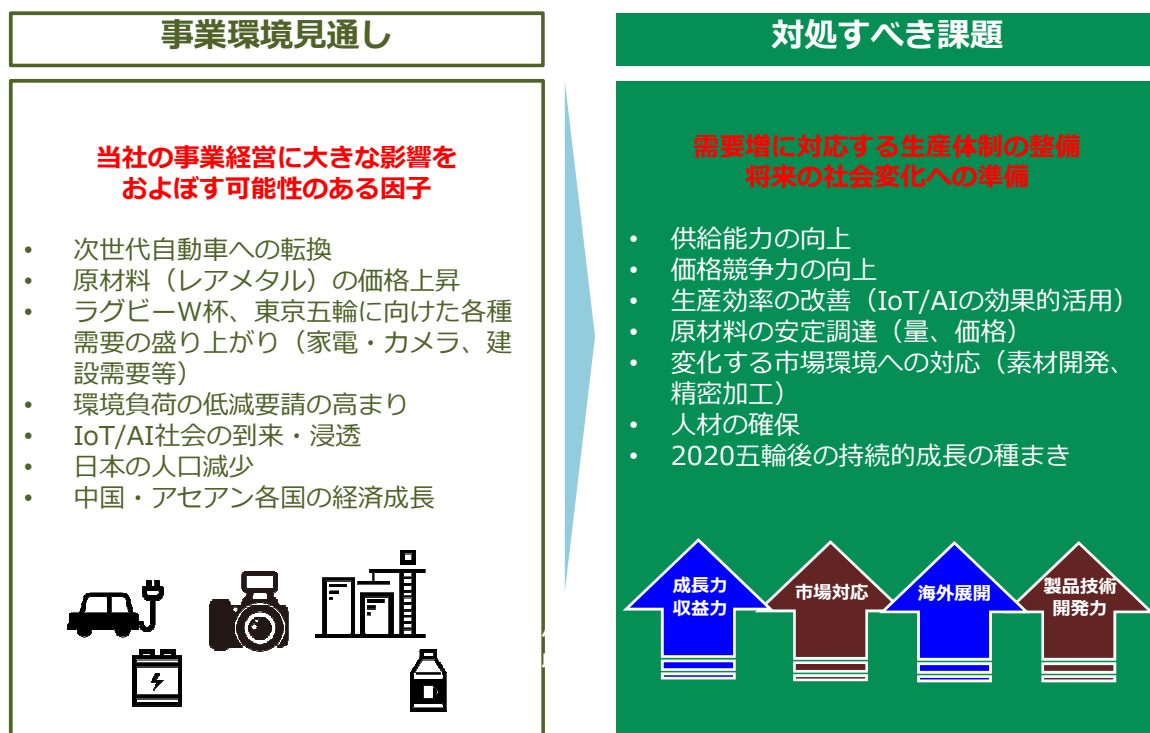 事業環境見通し
当社の事業経営に大きな影響を
およぼす可能性のある因子
• 次世代自動車への転換
• 原材料（レアメタル）の価格上昇
• ラグビーW杯、東京五輪に向けた各種
需要の盛り上がり（家電・カメラ、建
設需要等）
• 環境負荷の低減要請の高まり
• IoT/AI社会の到来・浸透
• 日本の人口減少
• 中国・アセアン各国の経済成長
対処すべき課題
需要増に対応する生産体制の整備
将来の社会変化への準備
• 供給能力の向上
• 価格競争力の向上
• 生産効率の改善（IoT/AIの効果的活用）
• 原材料の安定調達（量、価格）
• 変化する市場環境への対応（素材開発、
精密加工）
• 人材の確保
• 2020五輪後の持続的成長の種まき
成長力
収益力
市場対応
海外展開
製品技術
開発力